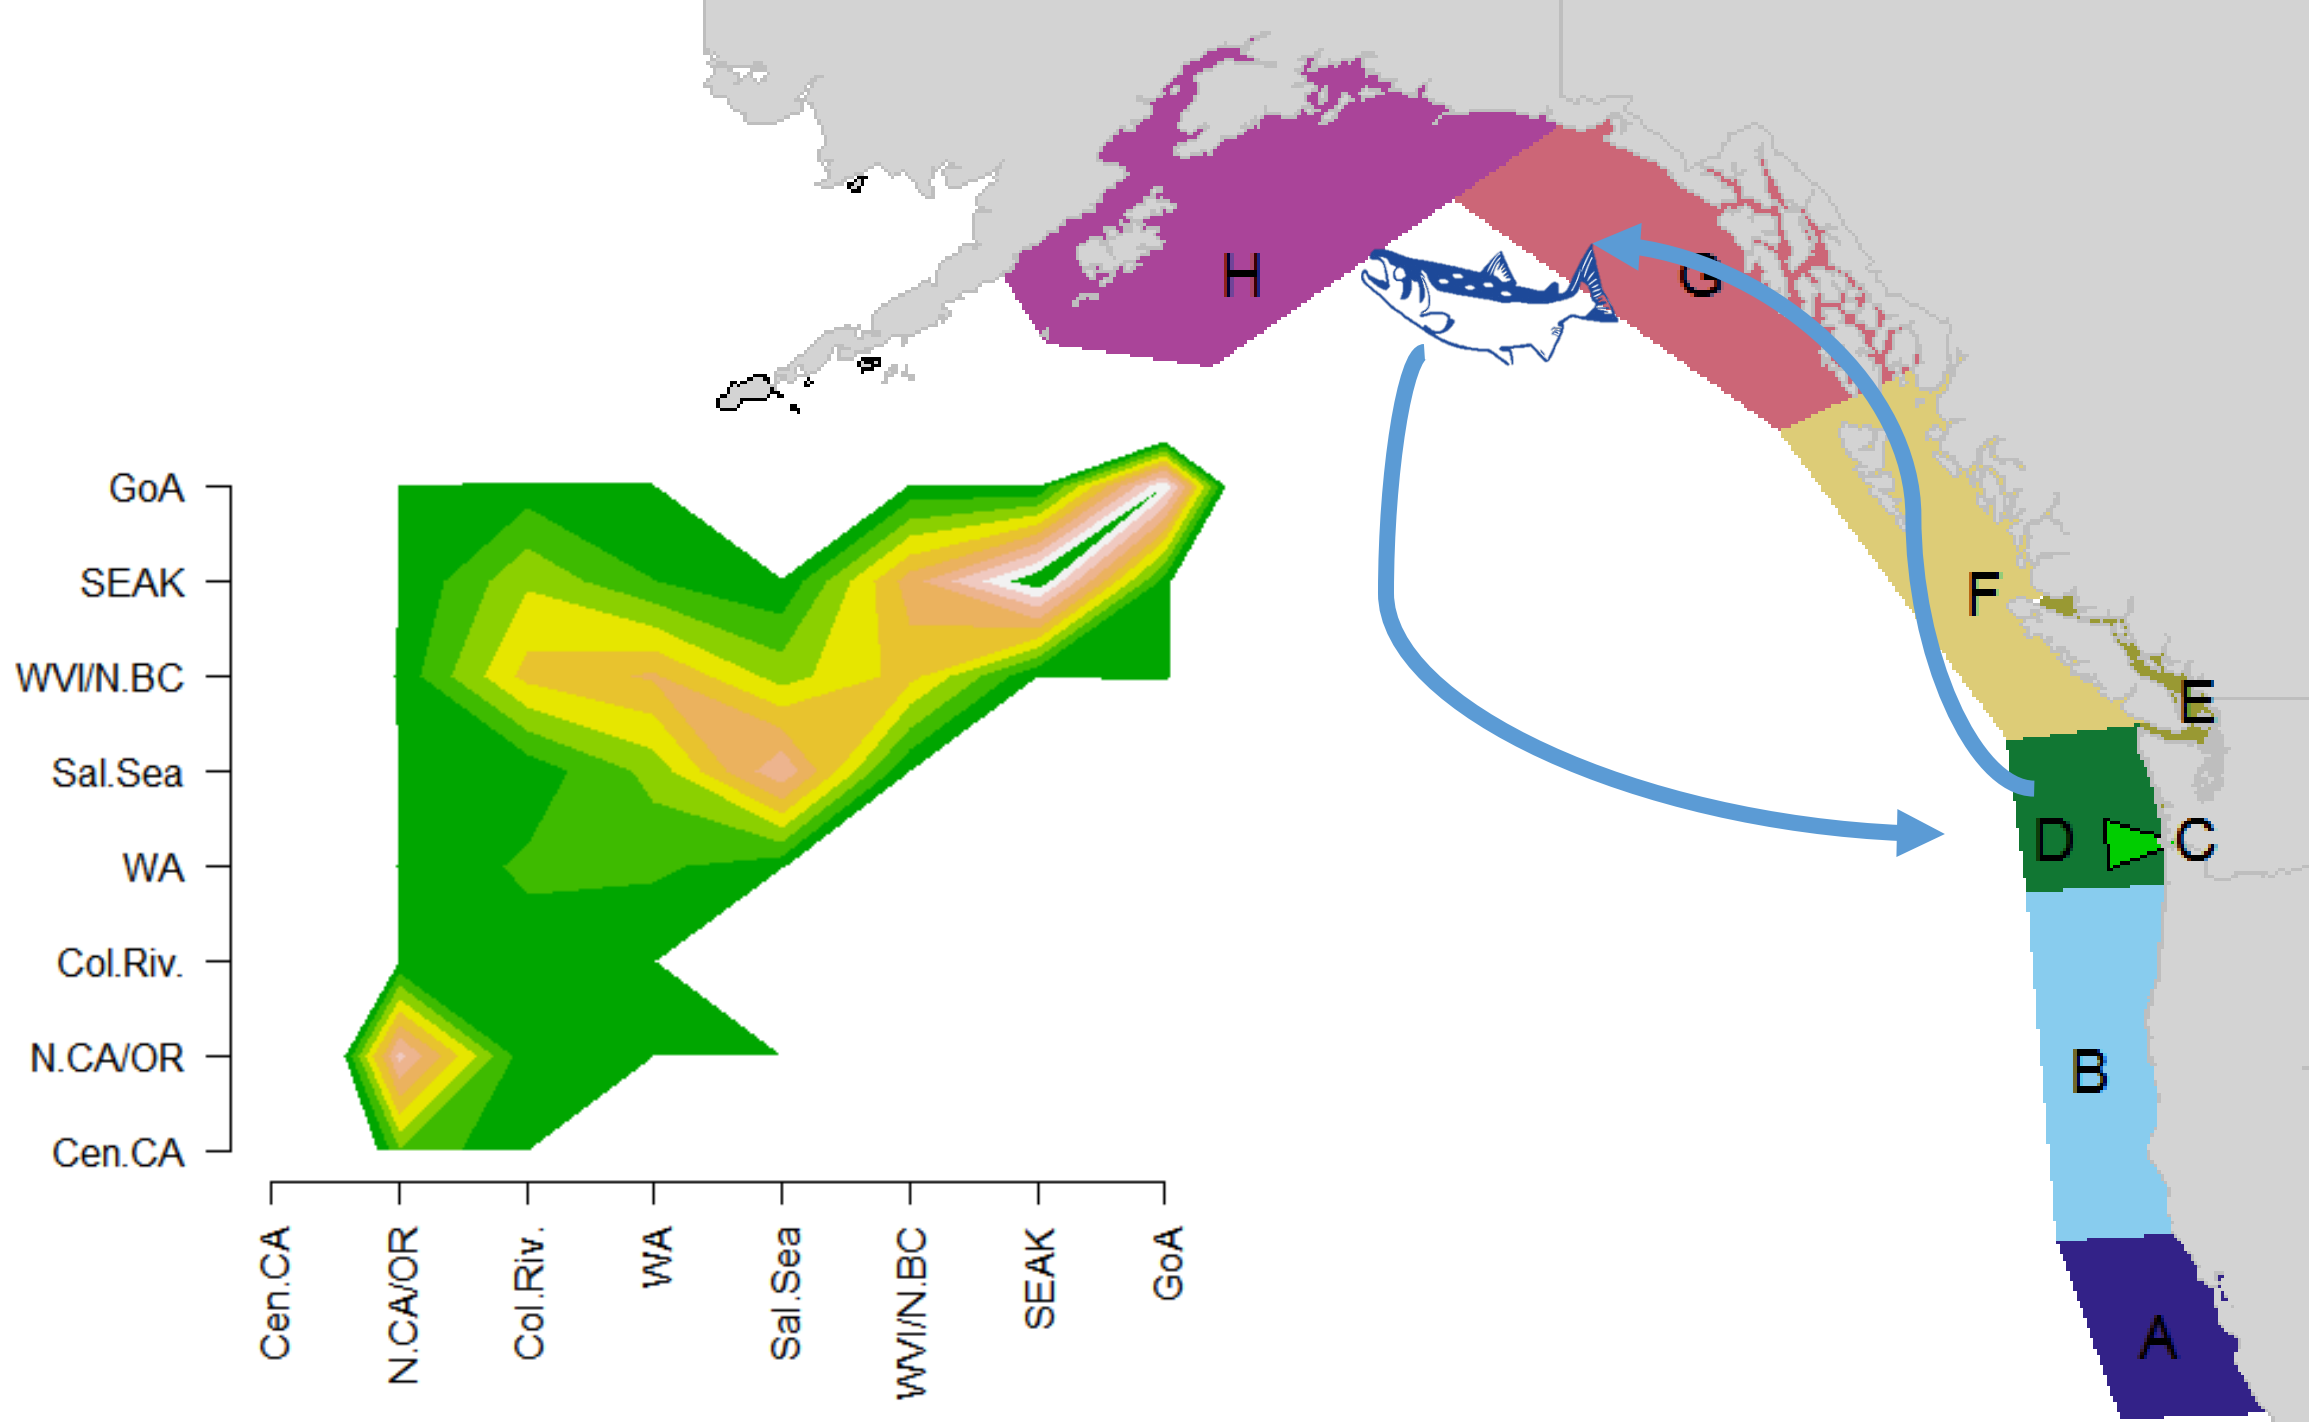 H
G
F
E
D
C
B
A
GoA
SEAK
WVI/N.BC
Sal.Sea
WA
Col.Riv.
N.CA/OR
Cen.CA
Cen.CA
N.CA/OR
Col.Riv.
WA
Sal.Sea
WVI/N.BC
SEAK
GoA